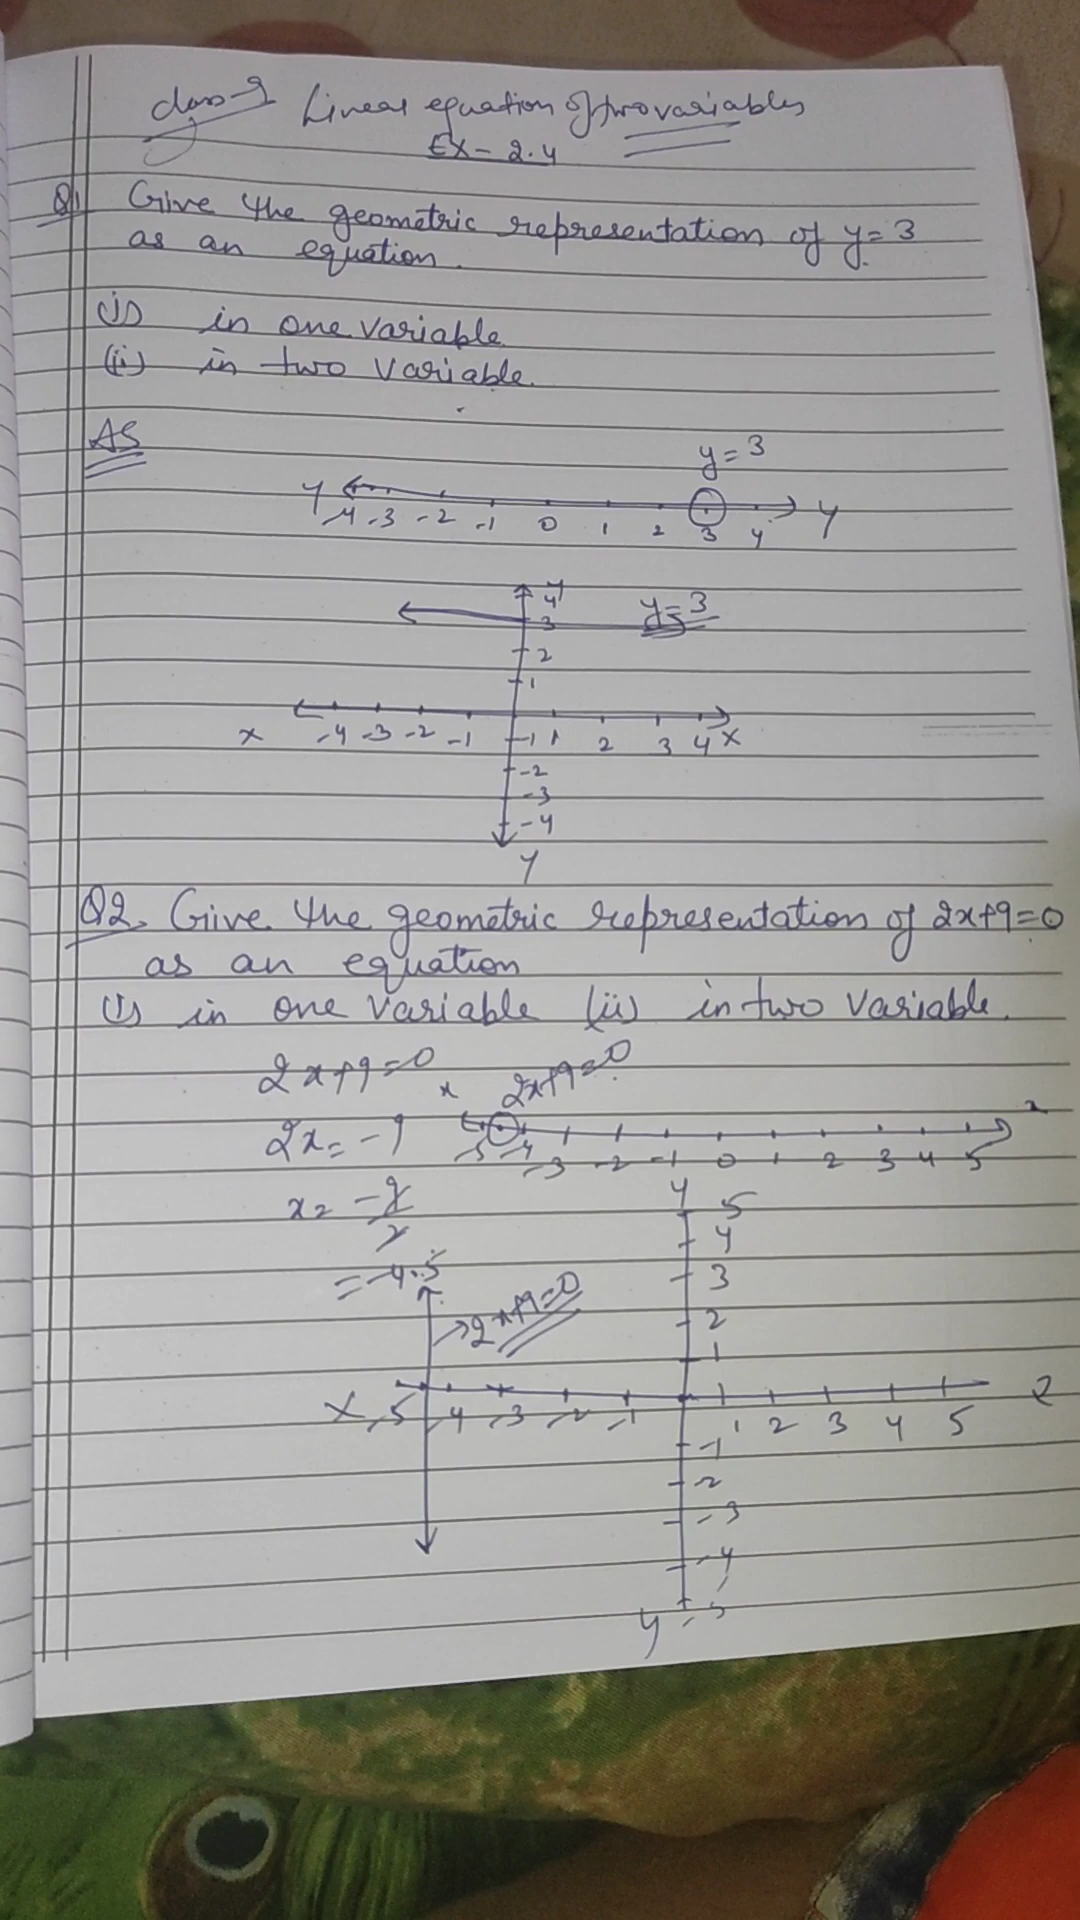 class-9 Linear equation of two variables
EX-2.4
Q1 Give the geometric representation of y=3
as an equation.
(i) in one variable
(ii) in two variable.
AS
y=3
y -4 -3 -2 -1 0 1 2 3 4 y
y
4
y=3
3
2
1
x -4 -3 -2 -1 -1 1 2 3 4 x
-2
-3
-4
y
Q2. Give the geometric representation of 2x+9=0
as an equation
(i) in one variable (ii) in two variable.
2x+9=0 x 2x+9=0 x
2x=-9 -5 -4 -3 -2 -1 0 1 2 3 4 5
x= -9/2
y 5
4
=-4.5 3
→2x+9=0
2
1
x -5 -4 -3 -2 -1 1 2 3 4 5
-1
-2
-3
-4
y -5